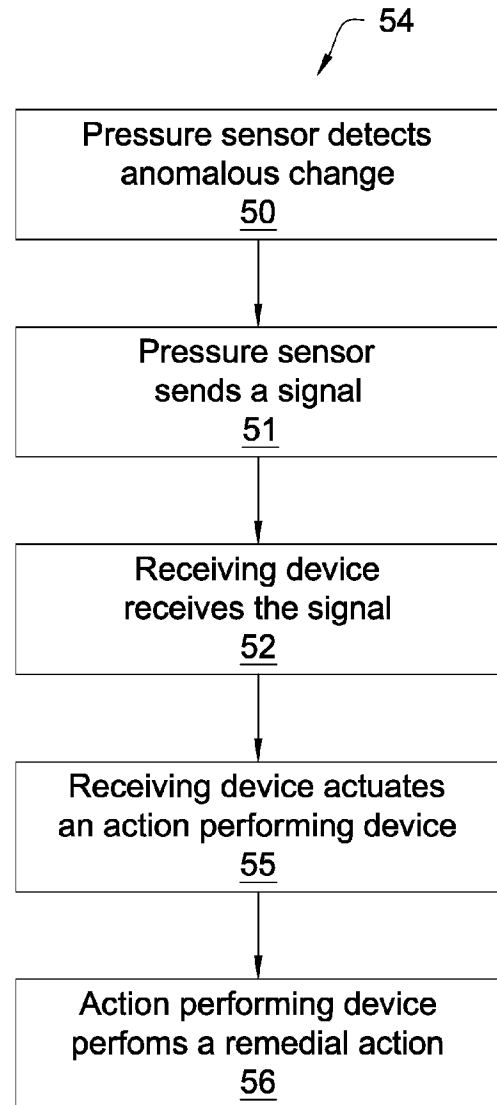 54
Pressure sensor detects
anomalous change
50
Pressure sensor
sends a signal
51
Receiving device
receives the signal
52
Receiving device actuates
an action performing device
55
Action performing device
perfoms a remedial action
56